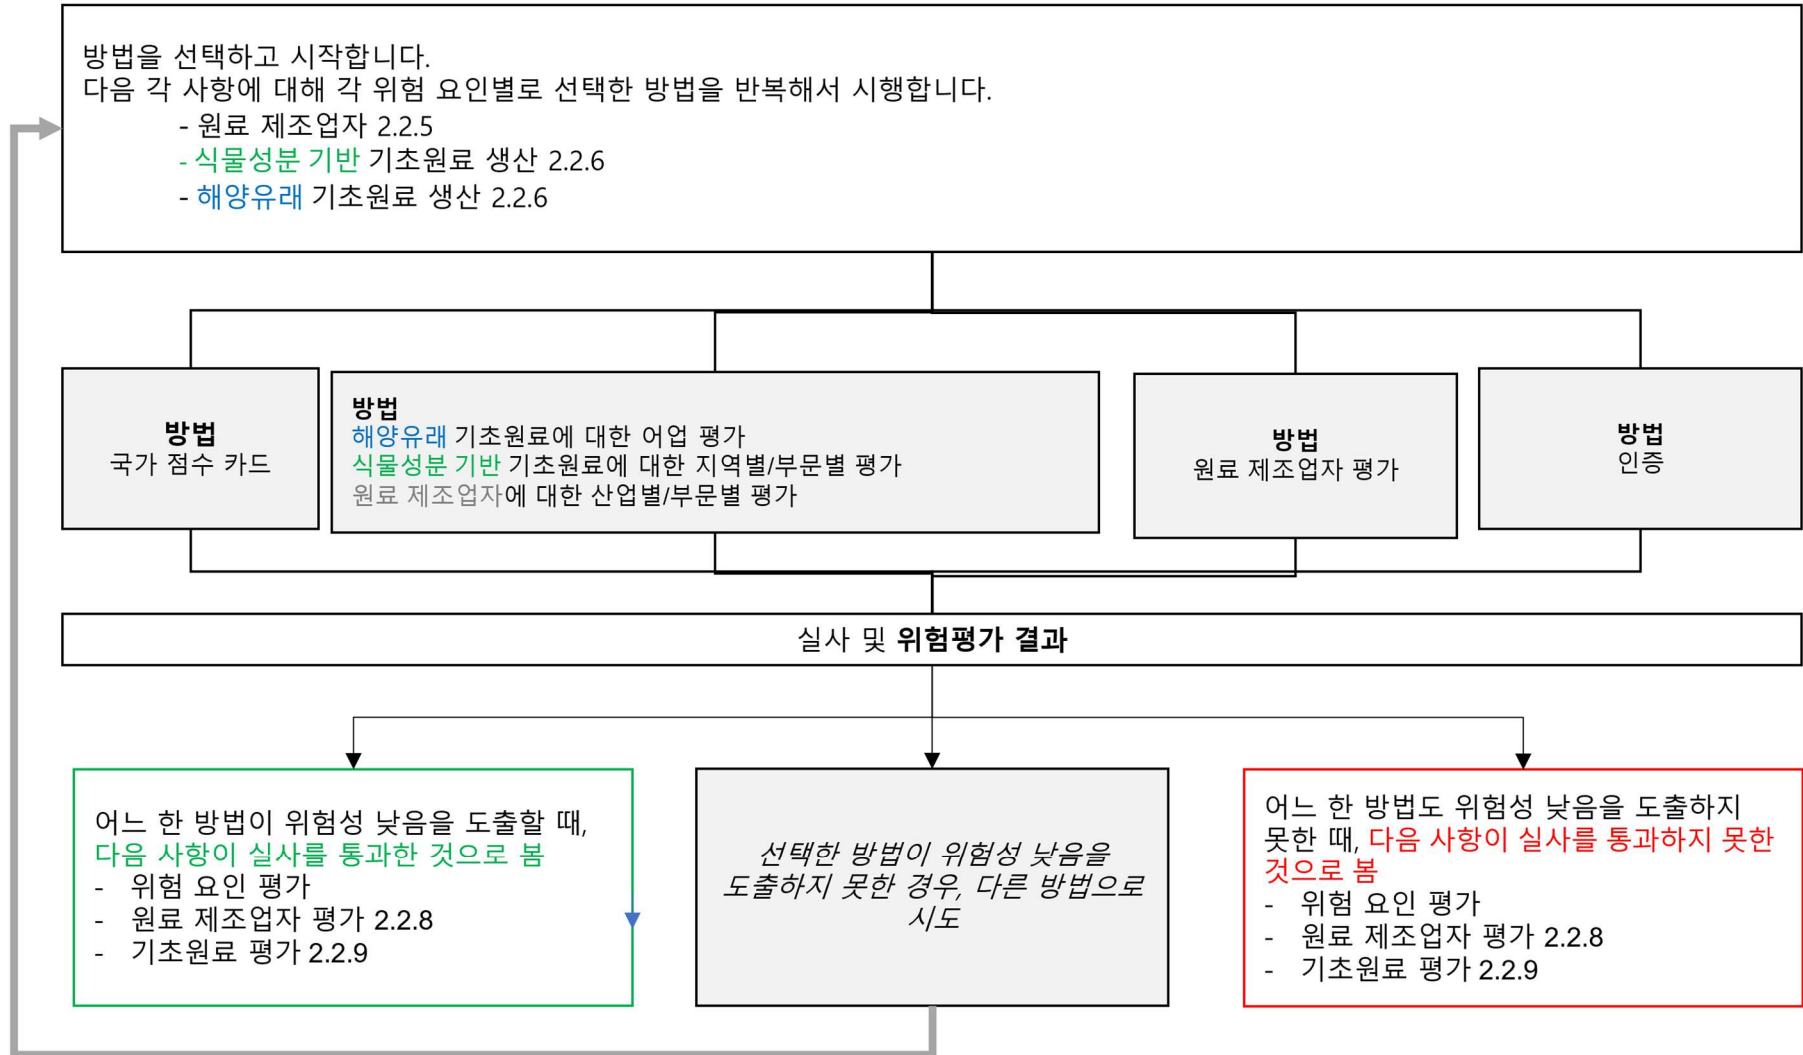 방법을 선택하고 시작합니다.
다음 각 사항에 대해 각 위험 요인별로 선택한 방법을 반복해서 시행합니다.
- 원료 제조업자 2.2.5
- 식물성분 기반 기초원료 생산 2.2.6
- 해양유래 기초원료 생산 2.2.6
방법
국가 점수 카드
방법
해양유래 기초원료에 대한 어업 평가
식물성분 기반 기초원료에 대한 지역별/부문별 평가
원료 제조업자에 대한 산업별/부문별 평가
방법
원료 제조업자 평가
방법
인증
실사 및 위험평가 결과
어느 한 방법이 위험성 낮음을 도출할 때,
다음 사항이 실사를 통과한 것으로 봄
- 위험 요인 평가
- 원료 제조업자 평가 2.2.8
- 기초원료 평가 2.2.9
선택한 방법이 위험성 낮음을
도출하지 못한 경우, 다른 방법으로
시도
어느 한 방법도 위험성 낮음을 도출하지
못한 때, 다음 사항이 실사를 통과하지 못한
것으로 봄
- 위험 요인 평가
- 원료 제조업자 평가 2.2.8
- 기초원료 평가 2.2.9